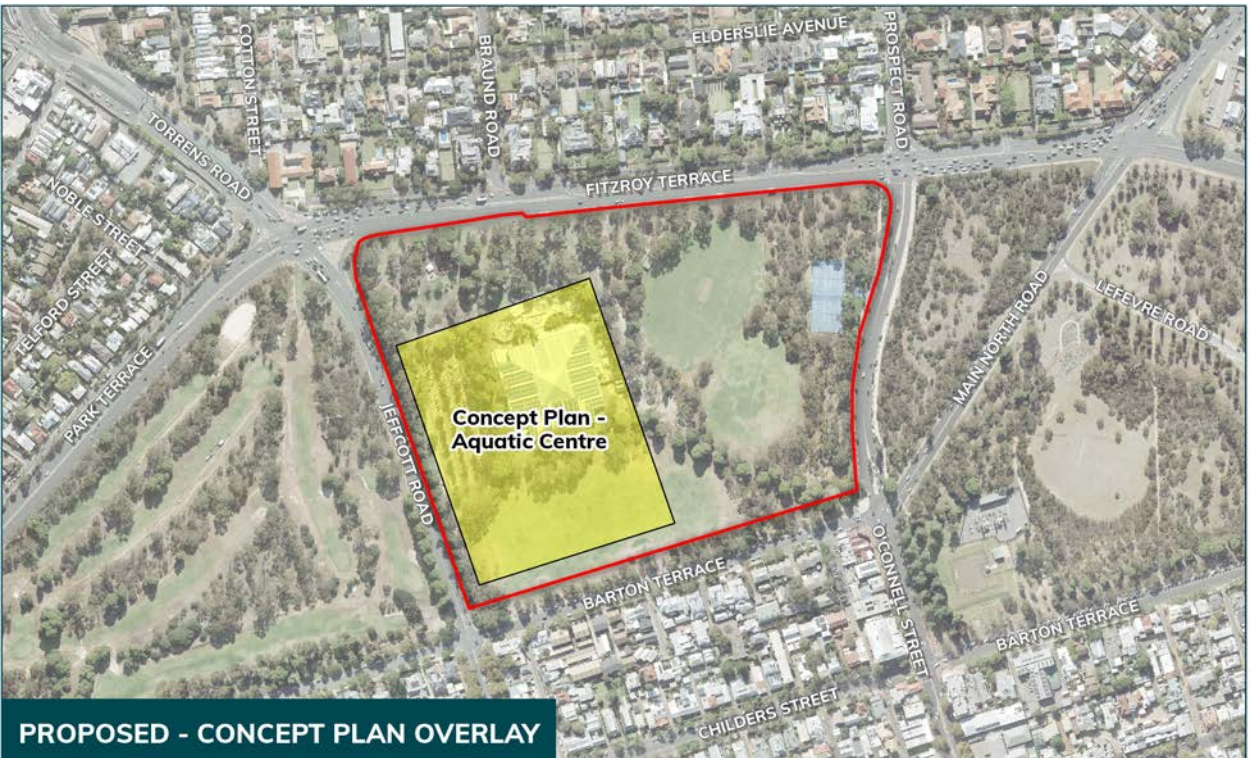 ELDERSLIE AVENUE
PROSPECT ROAD
COTTON STREET
BRAUND ROAD
TORRENS ROAD
FITZROY TERRACE
NOBLE STREET
TELFORD STREET
PARK TERRACE
MAIN NORTH ROAD
LEFEVRE ROAD
JEFFCOTT ROAD
Concept Plan -
Aquatic Centre
O'CONNELL STREET
BARTON TERRACE
BARTON TERRACE
CHILDERS STREET
PROPOSED - CONCEPT PLAN OVERLAY